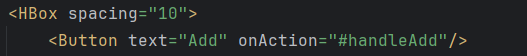 <HBox spacing="10">
    <Button text="Add" onAction="#handleAdd"/>